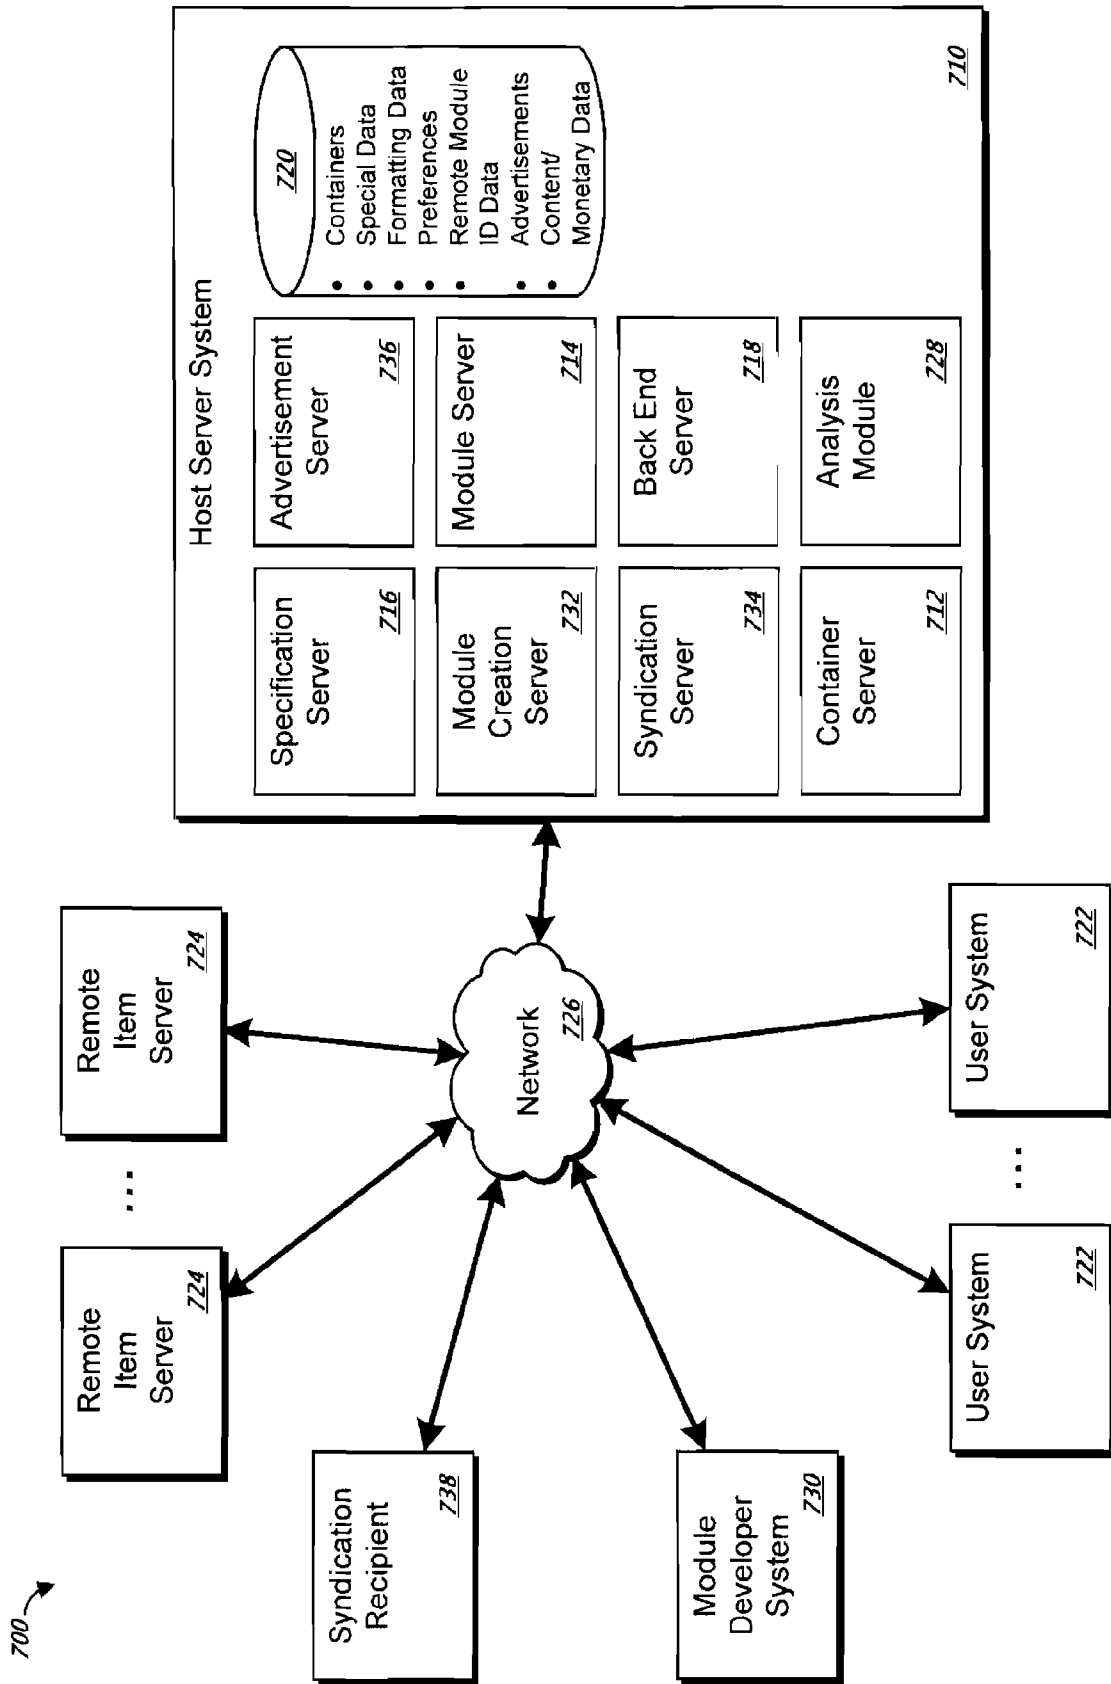 700
Remote
Item
Server
724
...
Remote
Item
Server
724
Syndication
Recipient
738
Network
726
Module
Developer
System
730
User System
722
...
User System
722
Host Server System
Specification
Server
716
Advertisement
Server
736
720
• Containers
• Special Data
• Formatting Data
• Preferences
• Remote Module
ID Data
• Advertisements
• Content/
Monetary Data
Module
Creation
Server
732
Module Server
714
Syndication
Server
734
Back End
Server
718
Container
Server
712
Analysis
Module
728
710